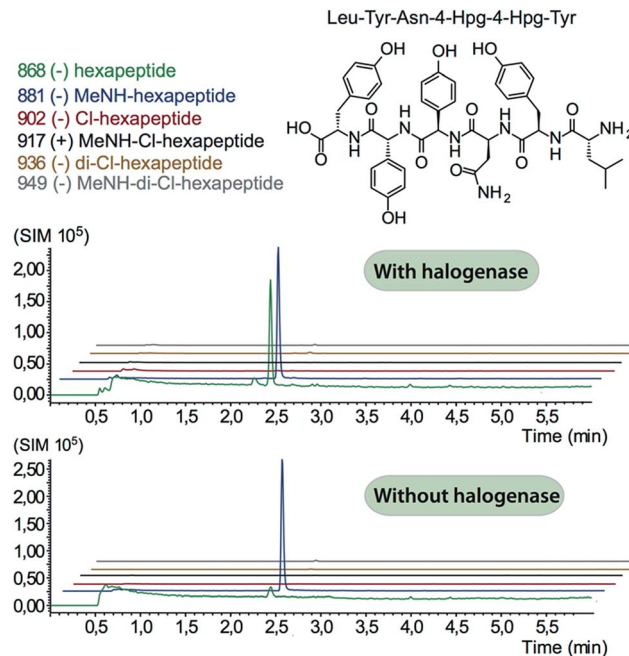 Leu-Tyr-Asn-4-Hpg-4-Hpg-Tyr
868 (-) hexapeptide
881 (-) MeNH-hexapeptide
902 (-) Cl-hexapeptide
917 (+) MeNH-Cl-hexapeptide
936 (-) di-Cl-hexapeptide
949 (-) MeNH-di-Cl-hexapeptide
OH
OH
HO
O
H
N
O
H
N
H
N
O
NH2
HO
O
N
H
O
N
H
O
N
H
O
O
NH2
OH
(SIM 10⁵)
With halogenase
2,00
1,50
1,00
0,50
0,00
0,5 1,0 1,5 2,0 2,5 3,0 3,5 4,0 4,5 5,0 5,5
Time (min)
(SIM 10⁵)
Without halogenase
2,50
2,00
1,50
1,00
0,50
0,00
0,5 1,0 1,5 2,0 2,5 3,0 3,5 4,0 4,5 5,0 5,5
Time (min)